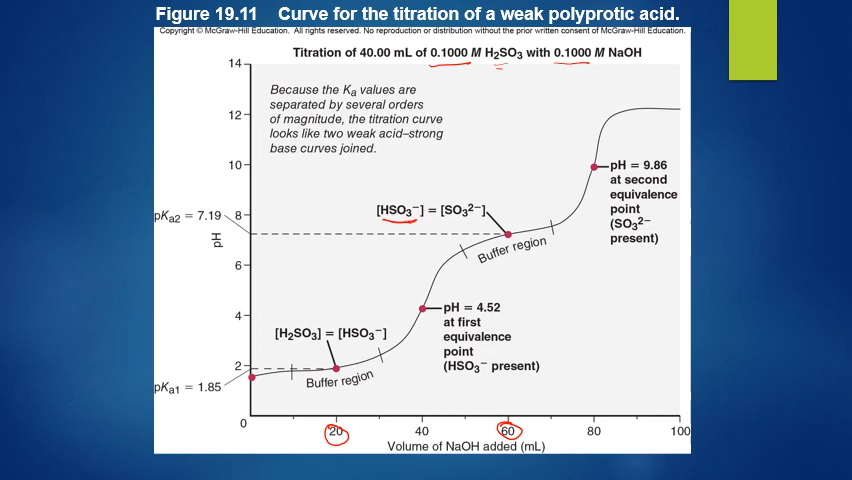 Figure 19.11 Curve for the titration of a weak polyprotic acid.
Copyright © McGraw-Hill Education. All rights reserved. No reproduction or distribution without the prior written consent of McGraw-Hill Education.
Titration of 40.00 mL of 0.1000 M H₂SO₃ with 0.1000 M NaOH
14
Because the Kₐ values are
separated by several orders
of magnitude, the titration curve
looks like two weak acid–strong
base curves joined.
12
10
pH = 9.86
at second
equivalence
point
(SO₃²⁻
present)
[HSO₃⁻] = [SO₃²⁻]
pKa2 = 7.19
8
pH
Buffer region
6
4
pH = 4.52
at first
equivalence
point
(HSO₃⁻ present)
[H₂SO₃] = [HSO₃⁻]
2
pKa1 = 1.85
Buffer region
0
20
40
60
80
100
Volume of NaOH added (mL)